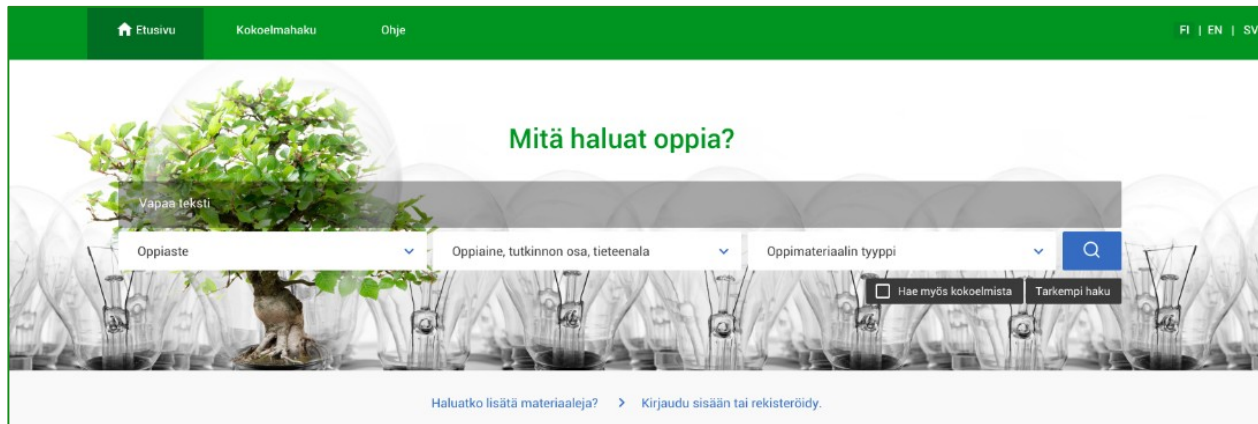 Etusivu Kokoelmahaku Ohje FI | EN | SV
Mitä haluat oppia?
Vapaa teksti
Oppiaste Oppiaine, tutkinnon osa, tieteenala Oppimateriaalin tyyppi
Hae myös kokoelmista Tarkempi haku
Haluatko lisätä materiaaleja? > Kirjaudu sisään tai rekisteröidy.